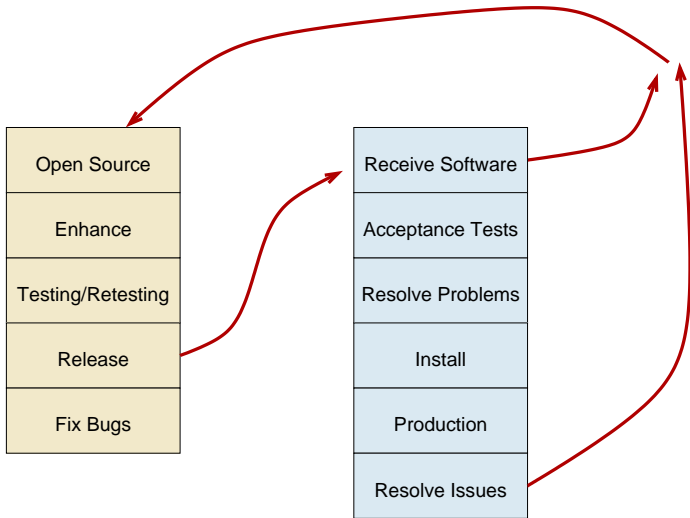 Open Source
Enhance
Testing/Retesting
Release
Fix Bugs
Receive Software
Acceptance Tests
Resolve Problems
Install
Production
Resolve Issues